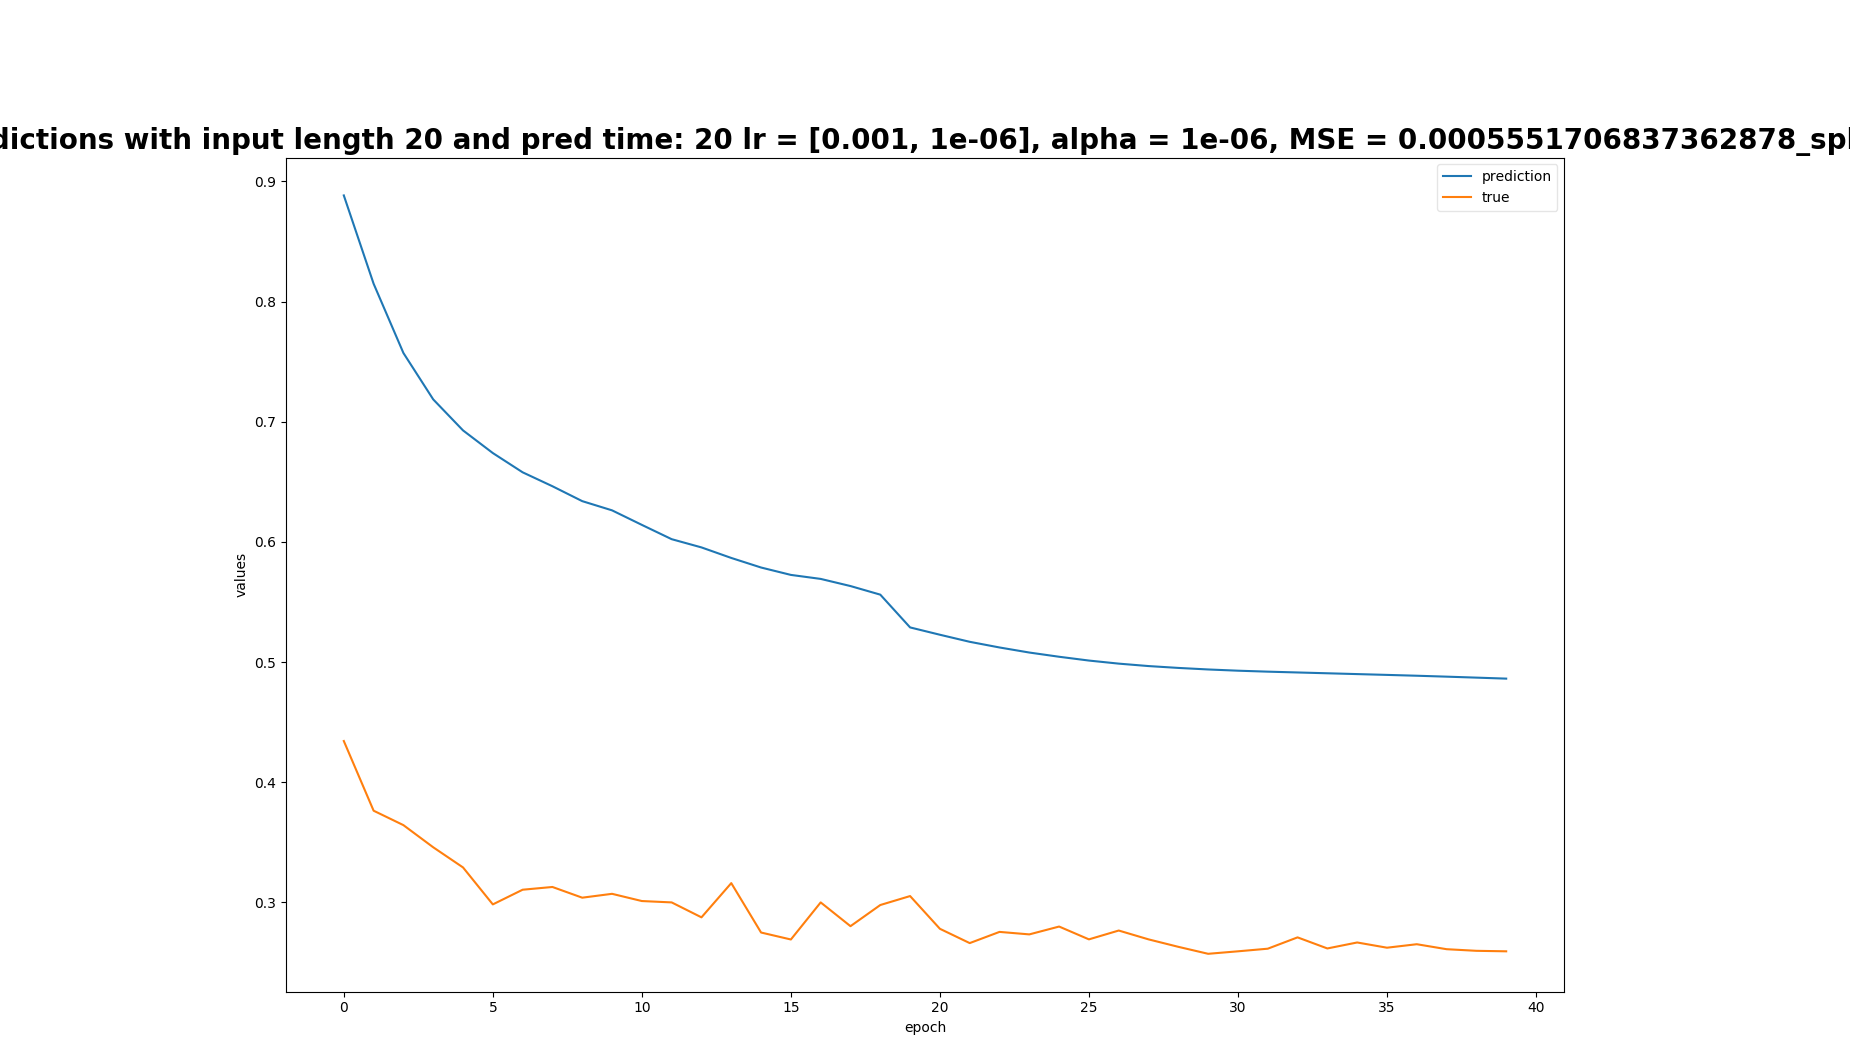 dictions with input length 20 and pred time: 20 lr = [0.001, 1e-06], alpha = 1e-06, MSE = 0.0005551706837362878_spl
prediction
true
0.9
0.8
0.7
0.6
0.5
0.4
0.3
values
0 5 10 15 20 25 30 35 40
epoch